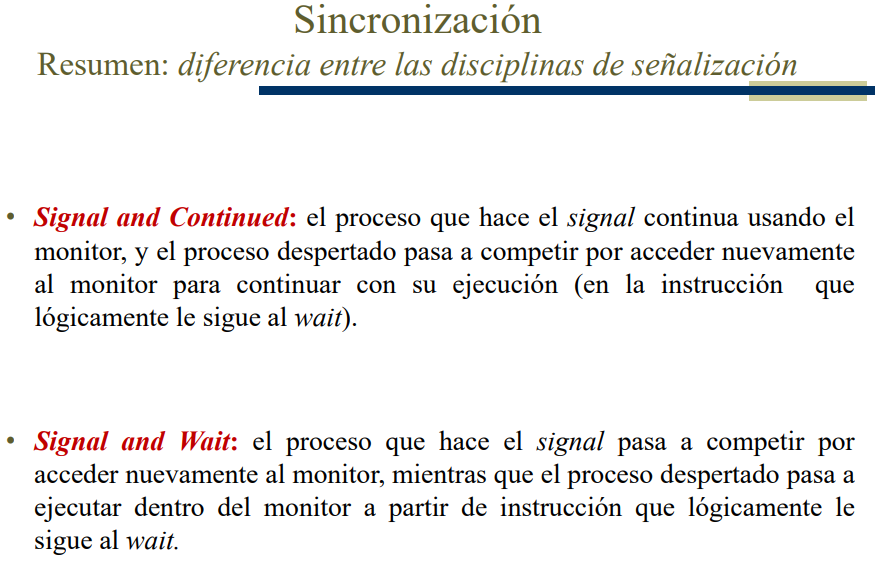 Sincronización
Resumen: diferencia entre las disciplinas de señalización
• Signal and Continued: el proceso que hace el signal continua usando el
monitor, y el proceso despertado pasa a competir por acceder nuevamente
al monitor para continuar con su ejecución (en la instrucción que
lógicamente le sigue al wait).
• Signal and Wait: el proceso que hace el signal pasa a competir por
acceder nuevamente al monitor, mientras que el proceso despertado pasa a
ejecutar dentro del monitor a partir de instrucción que lógicamente le
sigue al wait.